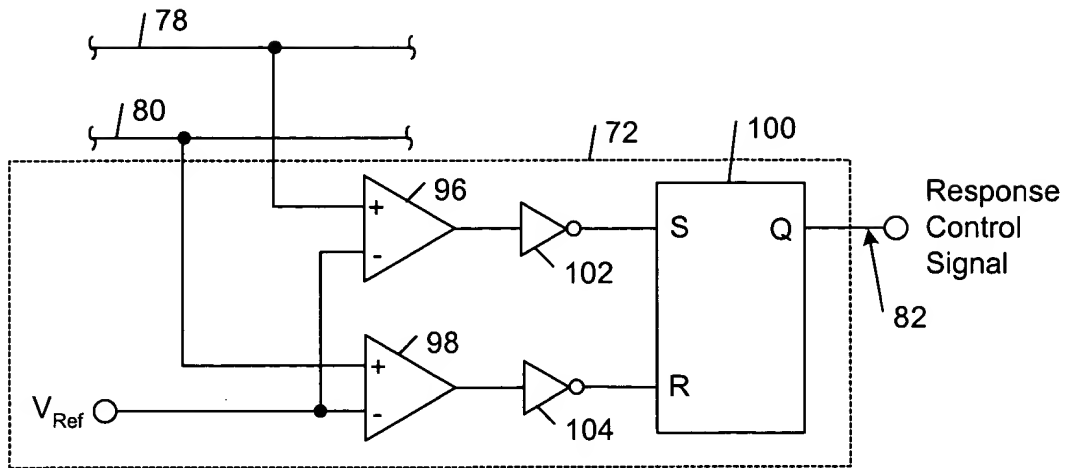 78
80
72
100
96
+
-
102
S
Q
Response
Control
Signal
82
98
+
-
104
R
V_Ref